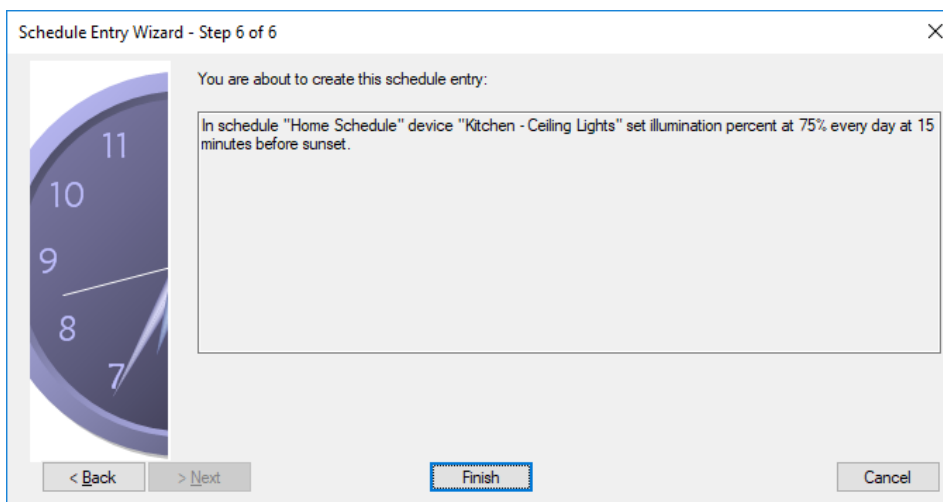 Schedule Entry Wizard - Step 6 of 6
You are about to create this schedule entry:
In schedule "Home Schedule" device "Kitchen - Ceiling Lights" set illumination percent at 75% every day at 15
minutes before sunset.
11
10
9
8
7
< Back
> Next
Finish
Cancel